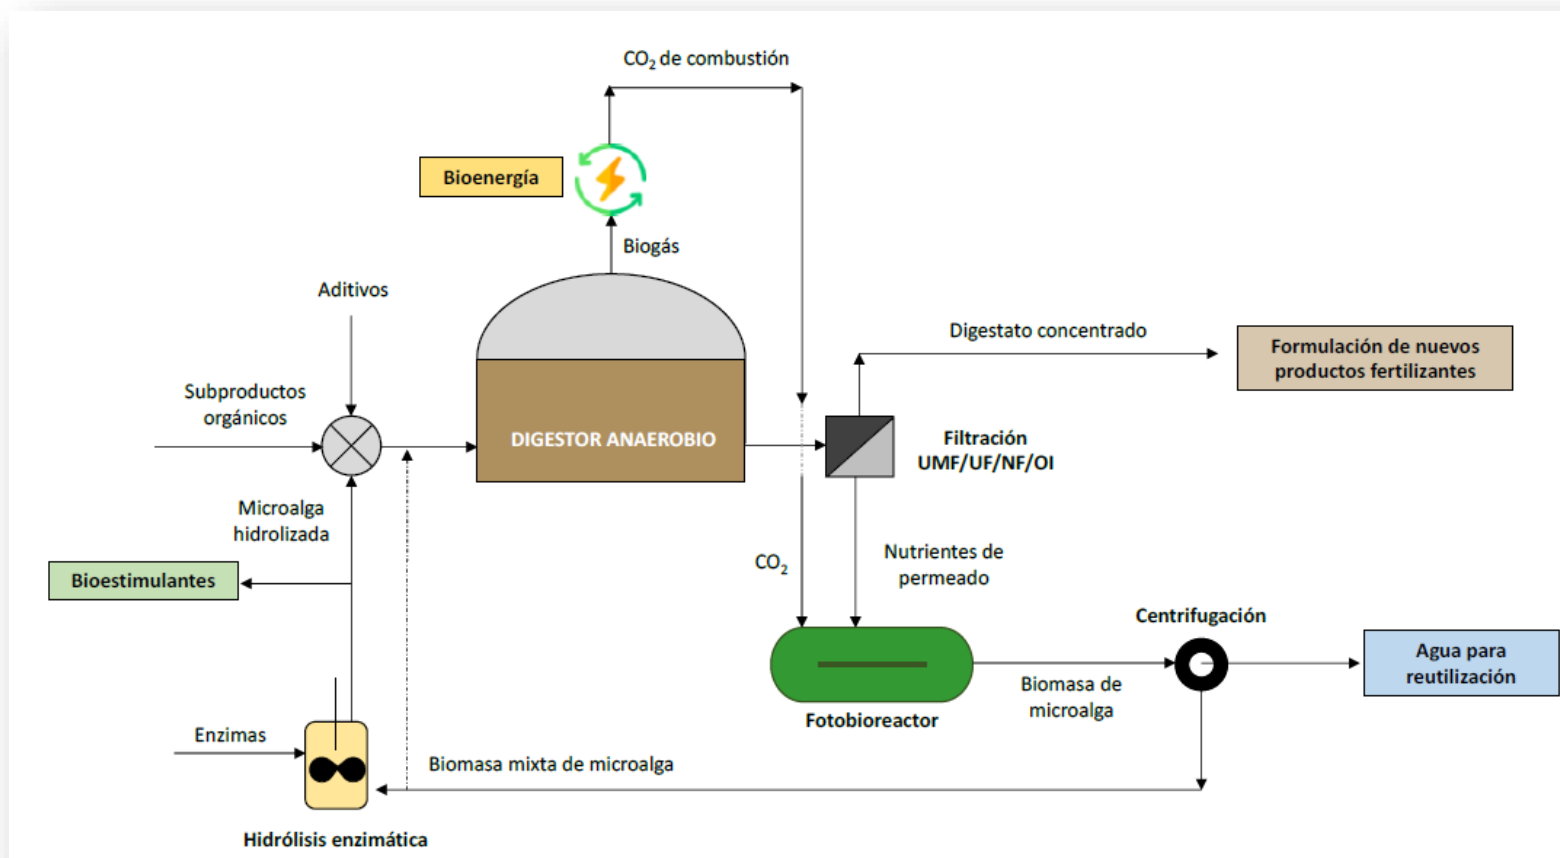 CO₂ de combustión
Bioenergía
Biogás
Aditivos
Digestato concentrado
Formulación de nuevos
productos fertilizantes
Subproductos
orgánicos
DIGESTOR ANAEROBIO
Filtración
UMF/UF/NF/OI
Microalga
hidrolizada
CO₂
Nutrientes de
permeado
Bioestimulantes
Centrifugación
Agua para
reutilización
Biomasa de
microalga
Fotobioreactor
Enzimas
Biomasa mixta de microalga
Hidrólisis enzimática